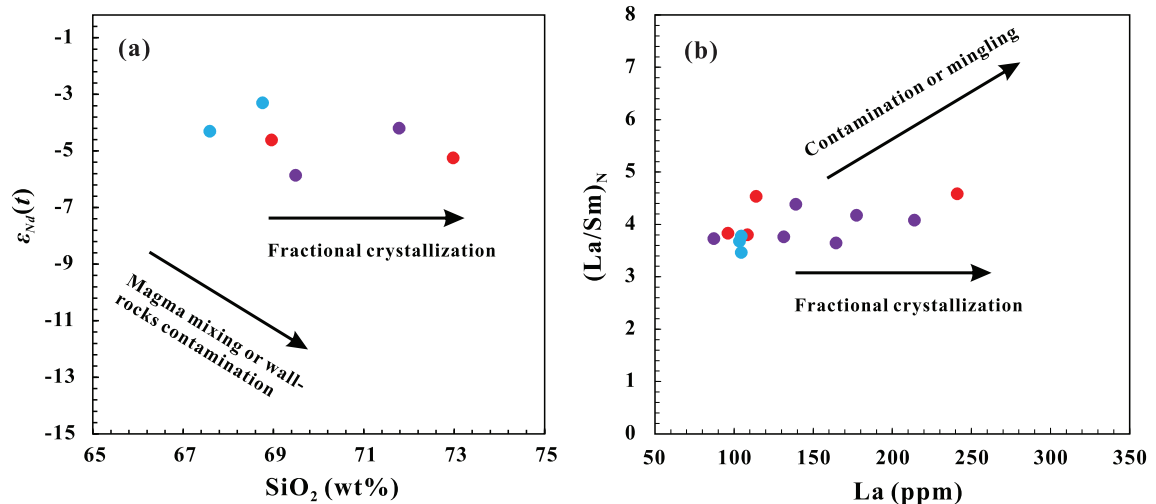 (a)
-1
-3
-5
-7
-9
-11
-13
-15
εNd(t)
Fractional crystallization
Magma mixing or wall-
rocks contamination
65
67
69
71
73
75
SiO₂ (wt%)
(b)
8
7
6
5
4
3
2
1
0
(La/Sm)N
Contamination or mingling
Fractional crystallization
50
100
150
200
250
300
350
La (ppm)